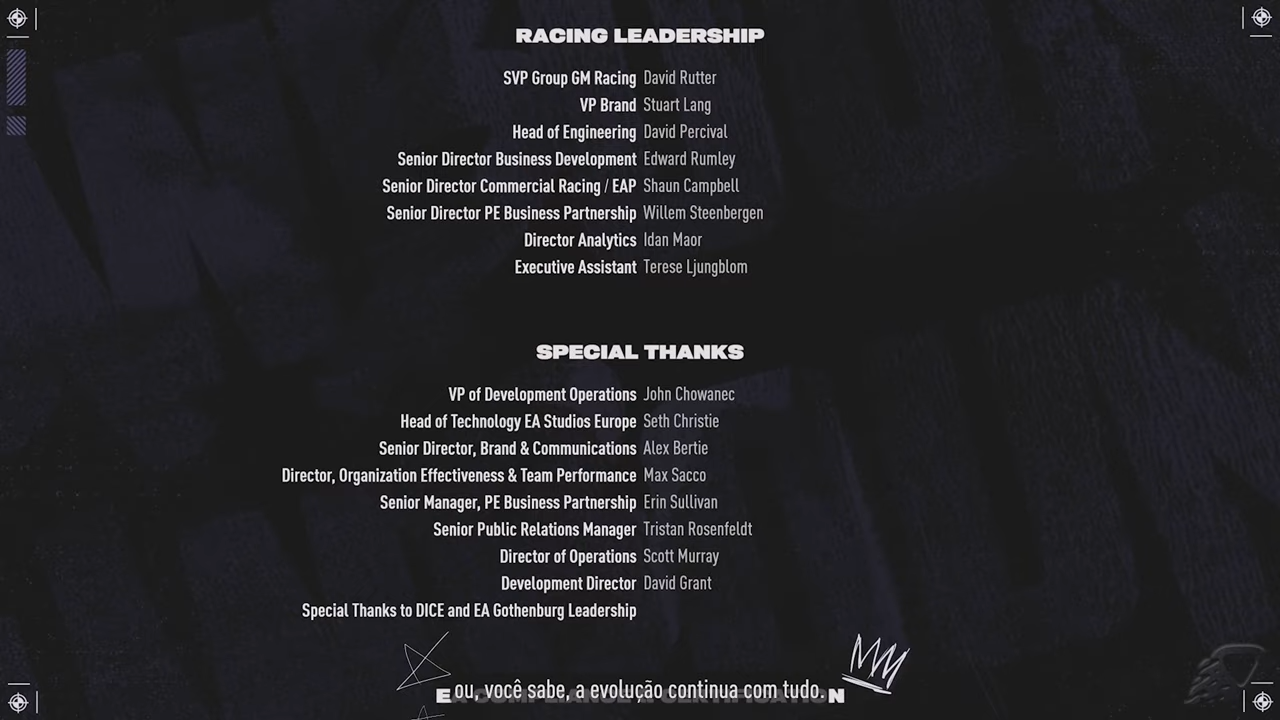 RACING LEADERSHIP
SVP Group GM Racing David Rutter
VP Brand Stuart Lang
Head of Engineering David Percival
Senior Director Business Development Edward Rumley
Senior Director Commercial Racing / EAP Shaun Campbell
Senior Director PE Business Partnership Willem Steenbergen
Director Analytics Idan Maor
Executive Assistant Terese Ljungblom
SPECIAL THANKS
VP of Development Operations John Chowanec
Head of Technology EA Studios Europe Seth Christie
Senior Director, Brand & Communications Alex Bertie
Director, Organization Effectiveness & Team Performance Max Sacco
Senior Manager, PE Business Partnership Erin Sullivan
Senior Public Relations Manager Tristan Rosenfeldt
Director of Operations Scott Murray
Development Director David Grant
Special Thanks to DICE and EA Gothenburg Leadership
ou, você sabe, a evolução continua com tudo.